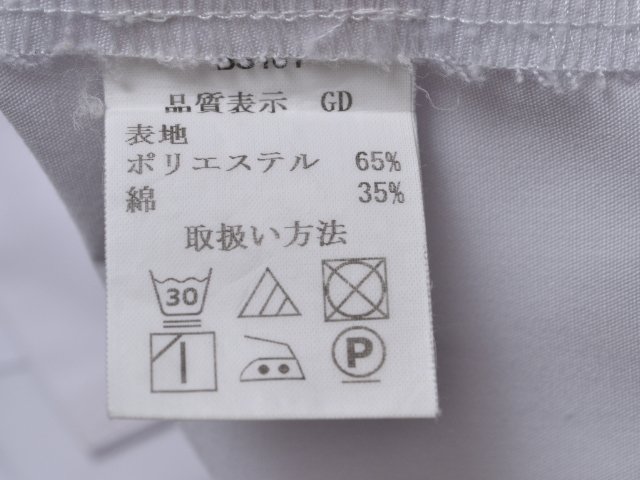 品質表示 GD
表地
ポリエステル 65%
綿 35%
取扱い方法
30
P